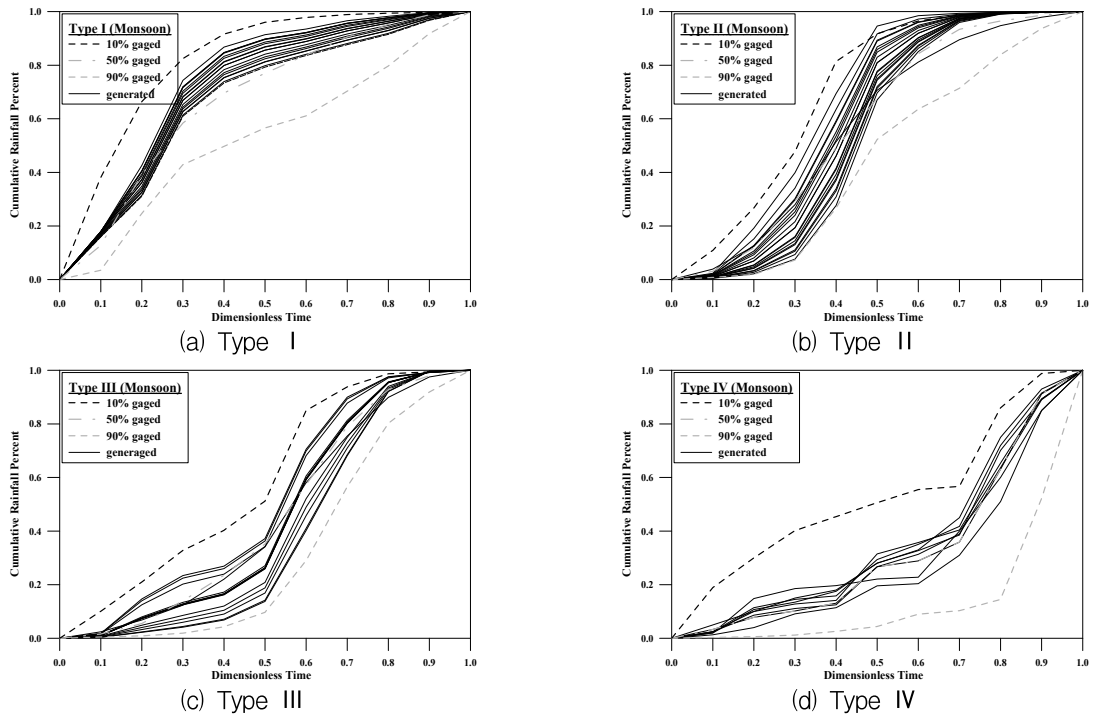 Type I (Monsoon)
10% gaged
50% gaged
90% gaged
generated
Cumulative Rainfall Percent
1.0
0.8
0.6
0.4
0.2
0.0
0.0 0.1 0.2 0.3 0.4 0.5 0.6 0.7 0.8 0.9 1.0
Dimensionless Time
(a) Type Ⅰ
Type II (Monsoon)
10% gaged
50% gaged
90% gaged
generated
Cumulative Rainfall Percent
1.0
0.8
0.6
0.4
0.2
0.0
0.0 0.1 0.2 0.3 0.4 0.5 0.6 0.7 0.8 0.9 1.0
Dimensionless Time
(b) Type Ⅱ
Type III (Monsoon)
10% gaged
50% gaged
90% gaged
generaged
Cumulative Rainfall Percent
1.0
0.8
0.6
0.4
0.2
0.0
0.0 0.1 0.2 0.3 0.4 0.5 0.6 0.7 0.8 0.9 1.0
Dimensionless Time
(c) Type Ⅲ
Type IV (Monsoon)
10% gaged
50% gaged
90% gaged
generated
Cumulative Rainfall Percent
1.0
0.8
0.6
0.4
0.2
0.0
0.0 0.1 0.2 0.3 0.4 0.5 0.6 0.7 0.8 0.9 1.0
Dimensionless Time
(d) Type Ⅳ